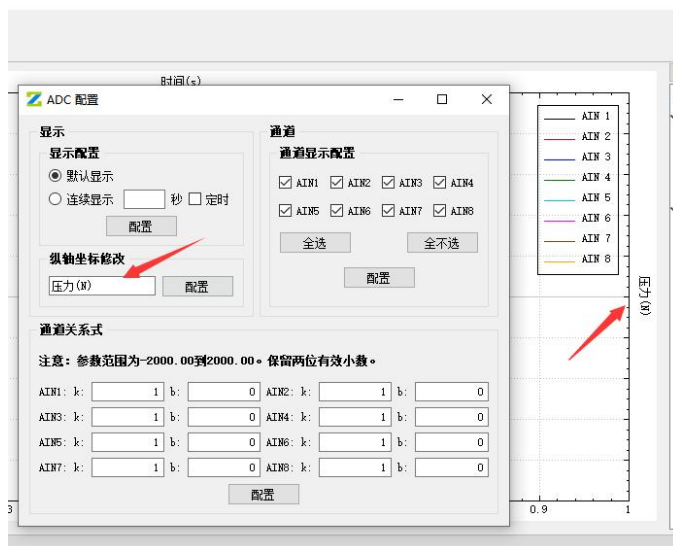 时间(s)
ADC 配置
显示
显示配置
默认显示
连续显示 秒 定时
配置
纵轴坐标修改
压力(N) 配置
通道
通道显示配置
AIN1 AIN2 AIN3 AIN4
AIN5 AIN6 AIN7 AIN8
全选 全不选
配置
通道关系式
注意：参数范围为-2000.00到2000.00。保留两位有效小数。
AIN1: k: 1 b: 0 AIN2: k: 1 b: 0
AIN3: k: 1 b: 0 AIN4: k: 1 b: 0
AIN5: k: 1 b: 0 AIN6: k: 1 b: 0
AIN7: k: 1 b: 0 AIN8: k: 1 b: 0
配置
AIN 1
AIN 2
AIN 3
AIN 4
AIN 5
AIN 6
AIN 7
AIN 8
压力(N)
3 0.9 1